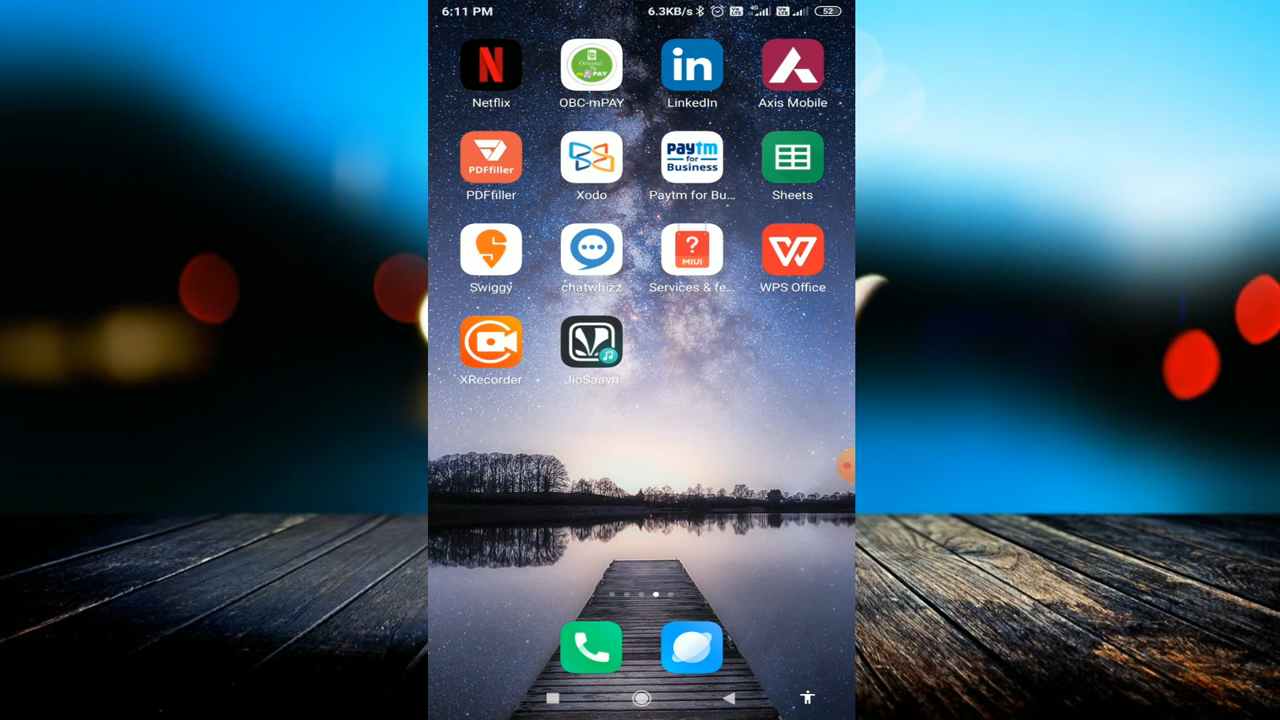 6:11 PM 6.3KB/s 4G 52
Netflix OBC-mPAY LinkedIn Axis Mobile
PDFfiller paytm for Business
PDFfiller Xodo Paytm for Bu... Sheets
? MIUI
Swiggy chatwhizz Services & fe... WPS Office
XRecorder JioSaavn